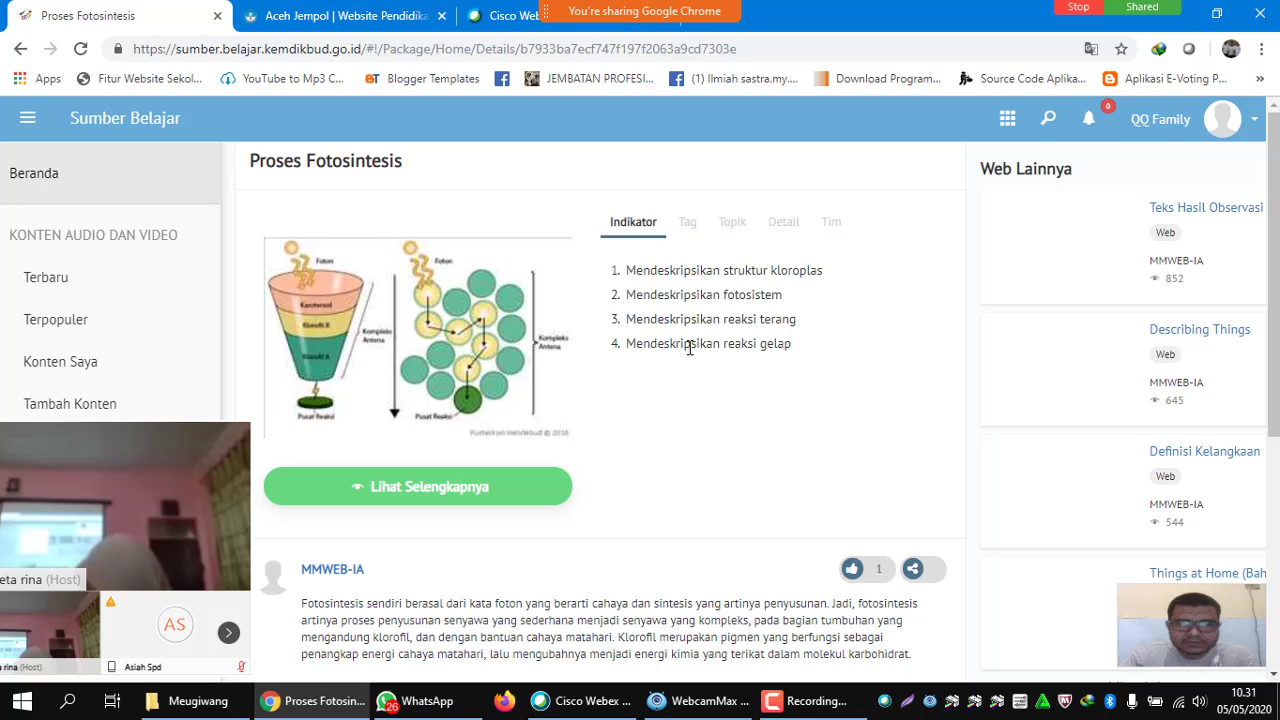 Proses Fotosintesis
Aceh Jempol | Website Pendidika
Cisco Web
You're sharing Google Chrome
Stop
Shared
https://sumber.belajar.kemdikbud.go.id/#!/Package/Home/Details/b7933ba7ecf747f197f2063a9cd7303e
Apps
Fitur Website Sekol...
YouTube to Mp3 C...
Blogger Templates
JEMBATAN PROFESI...
(1) Ilmiah sastra.my....
Download Program...
Source Code Aplika...
Aplikasi E-Voting P...
Sumber Belajar
0
QQ Family
Beranda
KONTEN AUDIO DAN VIDEO
Terbaru
Terpopuler
Konten Saya
Tambah Konten
Proses Fotosintesis
Foton
Karotenoid
Klorofil B
Klorofil A
Kompleks
Antena
Pusat Reaksi
Foton
Kompleks
Antena
Pusat Reaksi
Lihat Selengkapnya
Indikator
Tag
Topik
Detail
Tim
1. Mendeskripsikan struktur kloroplas
2. Mendeskripsikan fotosistem
3. Mendeskripsikan reaksi terang
4. Mendeskripsikan reaksi gelap
MMWEB-IA
1
Fotosintesis sendiri berasal dari kata foton yang berarti cahaya dan sintesis yang artinya penyusunan. Jadi, fotosintesis
artinya proses penyusunan senyawa yang sederhana menjadi senyawa yang kompleks, pada bagian tumbuhan yang
mengandung klorofil, dan dengan bantuan cahaya matahari. Klorofil merupakan pigmen yang berfungsi sebagai
penangkap energi cahaya matahari, lalu mengubahnya menjadi energi kimia yang terikat dalam molekul karbohidrat.
Web Lainnya
Teks Hasil Observasi
Web
MMWEB-IA
852
Describing Things
Web
MMWEB-IA
645
Definisi Kelangkaan
Web
MMWEB-IA
544
Things at Home (Bah
eta rina (Host)
rina (Host)
AS
Asiah Spd
Meugiwang
Proses Fotosin...
26
WhatsApp
Cisco Webex ...
WebcamMax ...
Recording...
10.31
05/05/2020